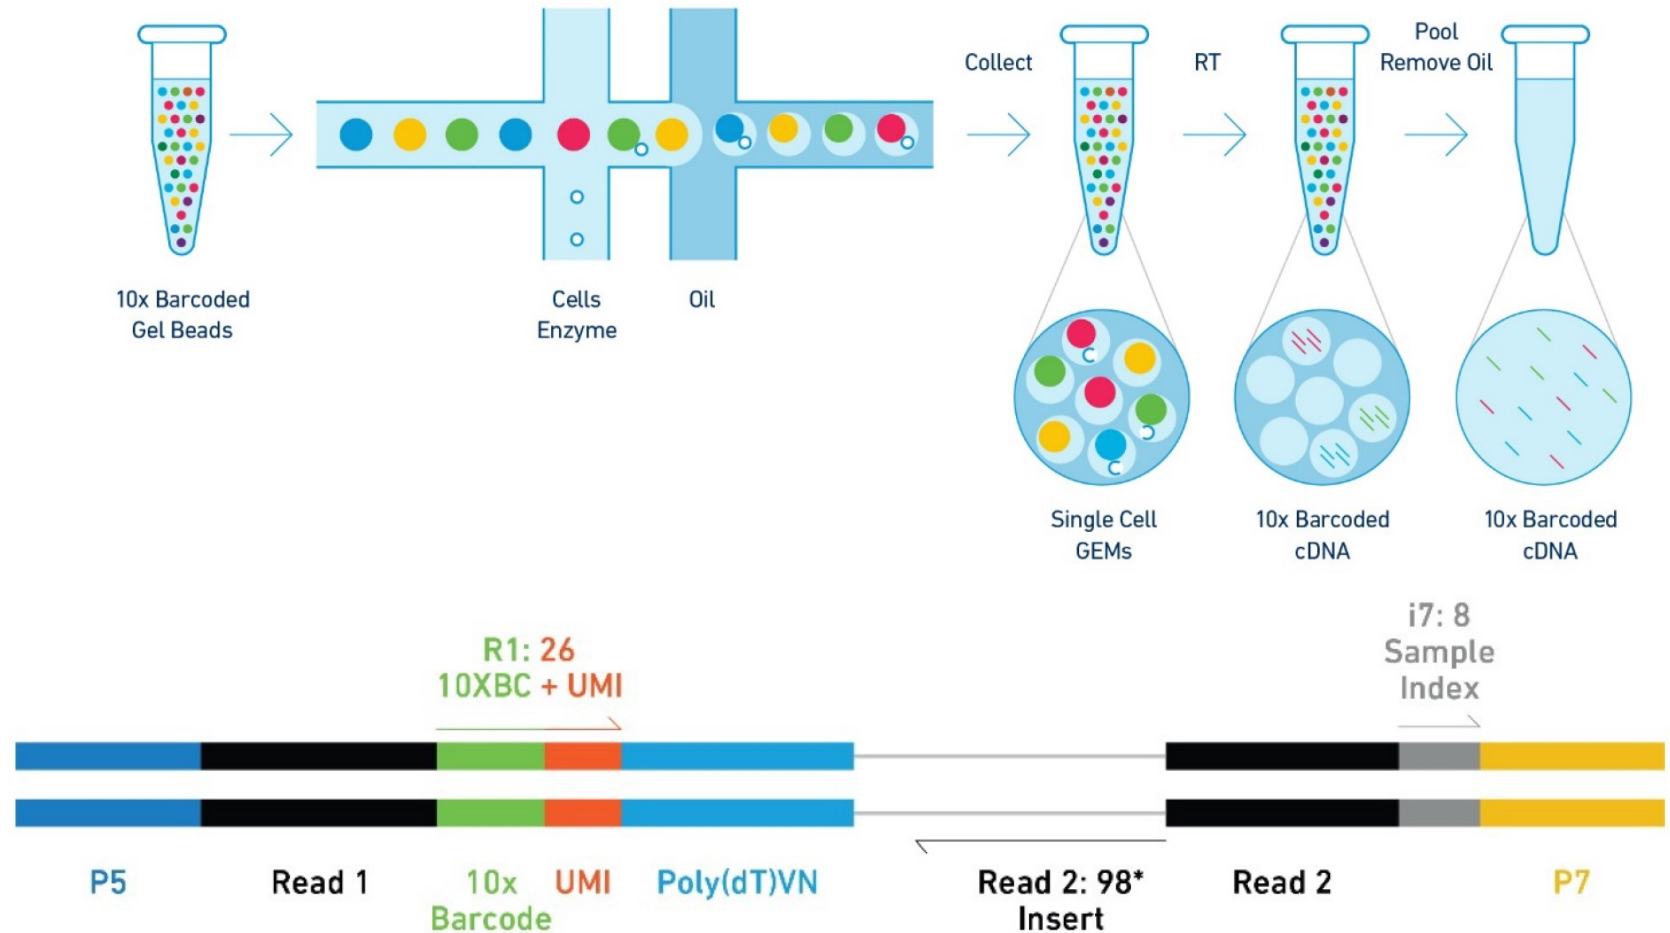 Collect
RT
Pool
Remove Oil
10x Barcoded
Gel Beads
Cells
Enzyme
Oil
Single Cell
GEMs
10x Barcoded
cDNA
10x Barcoded
cDNA
R1: 26
10XBC + UMI
i7: 8
Sample
Index
P5
Read 1
10x
Barcode
UMI
Poly(dT)VN
Read 2: 98*
Insert
Read 2
P7